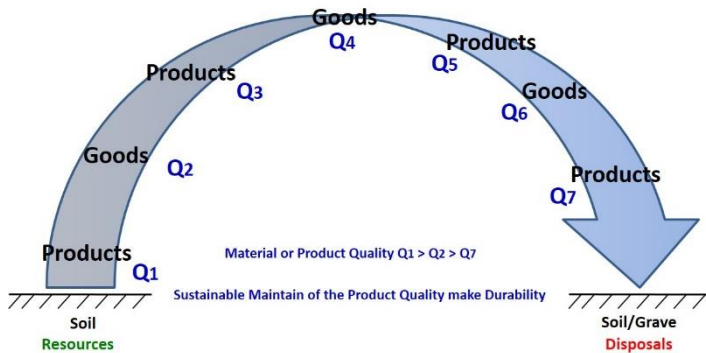 Goods
Q4
Products
Q5
Products
Q3
Goods
Q6
Goods
Q2
Products
Q7
Products
Q1
Material or Product Quality Q1 > Q2 > Q7
Sustainable Maintain of the Product Quality make Durability
Soil
Resources
Soil/Grave
Disposals